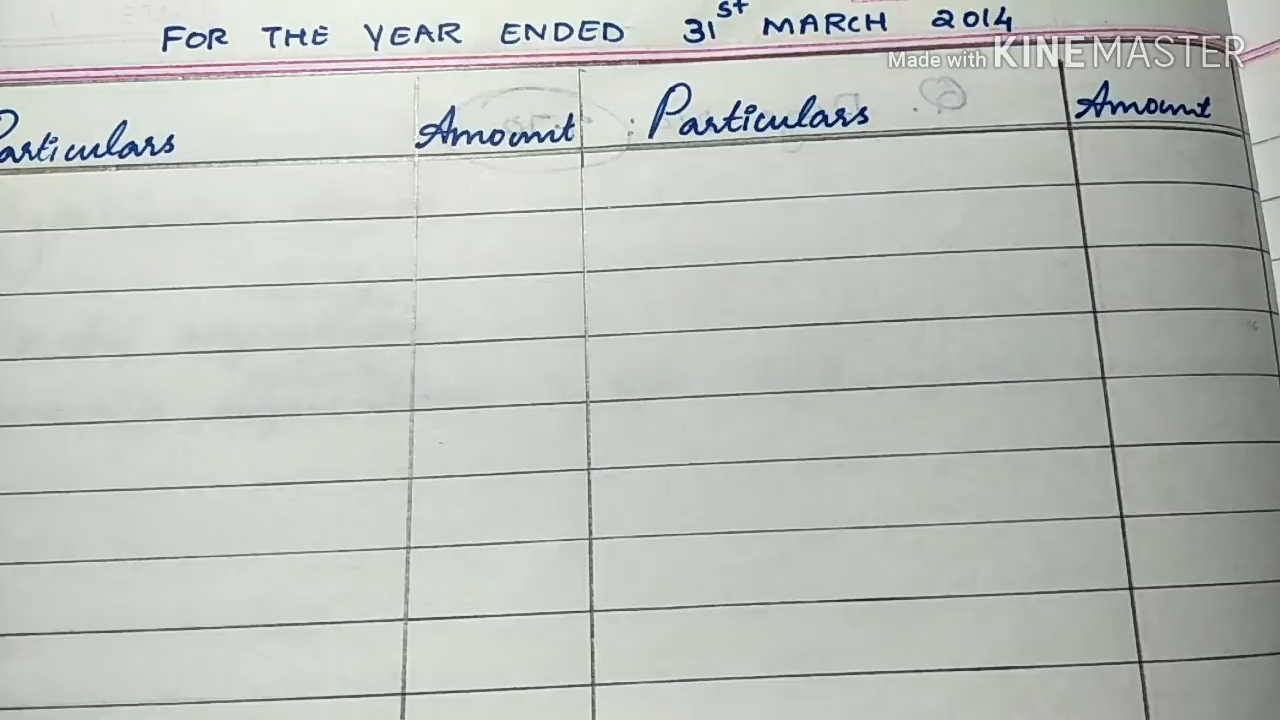 FOR THE YEAR ENDED 31st MARCH 2014
Made with KINEMASTER
Particulars Amount Particulars Amount